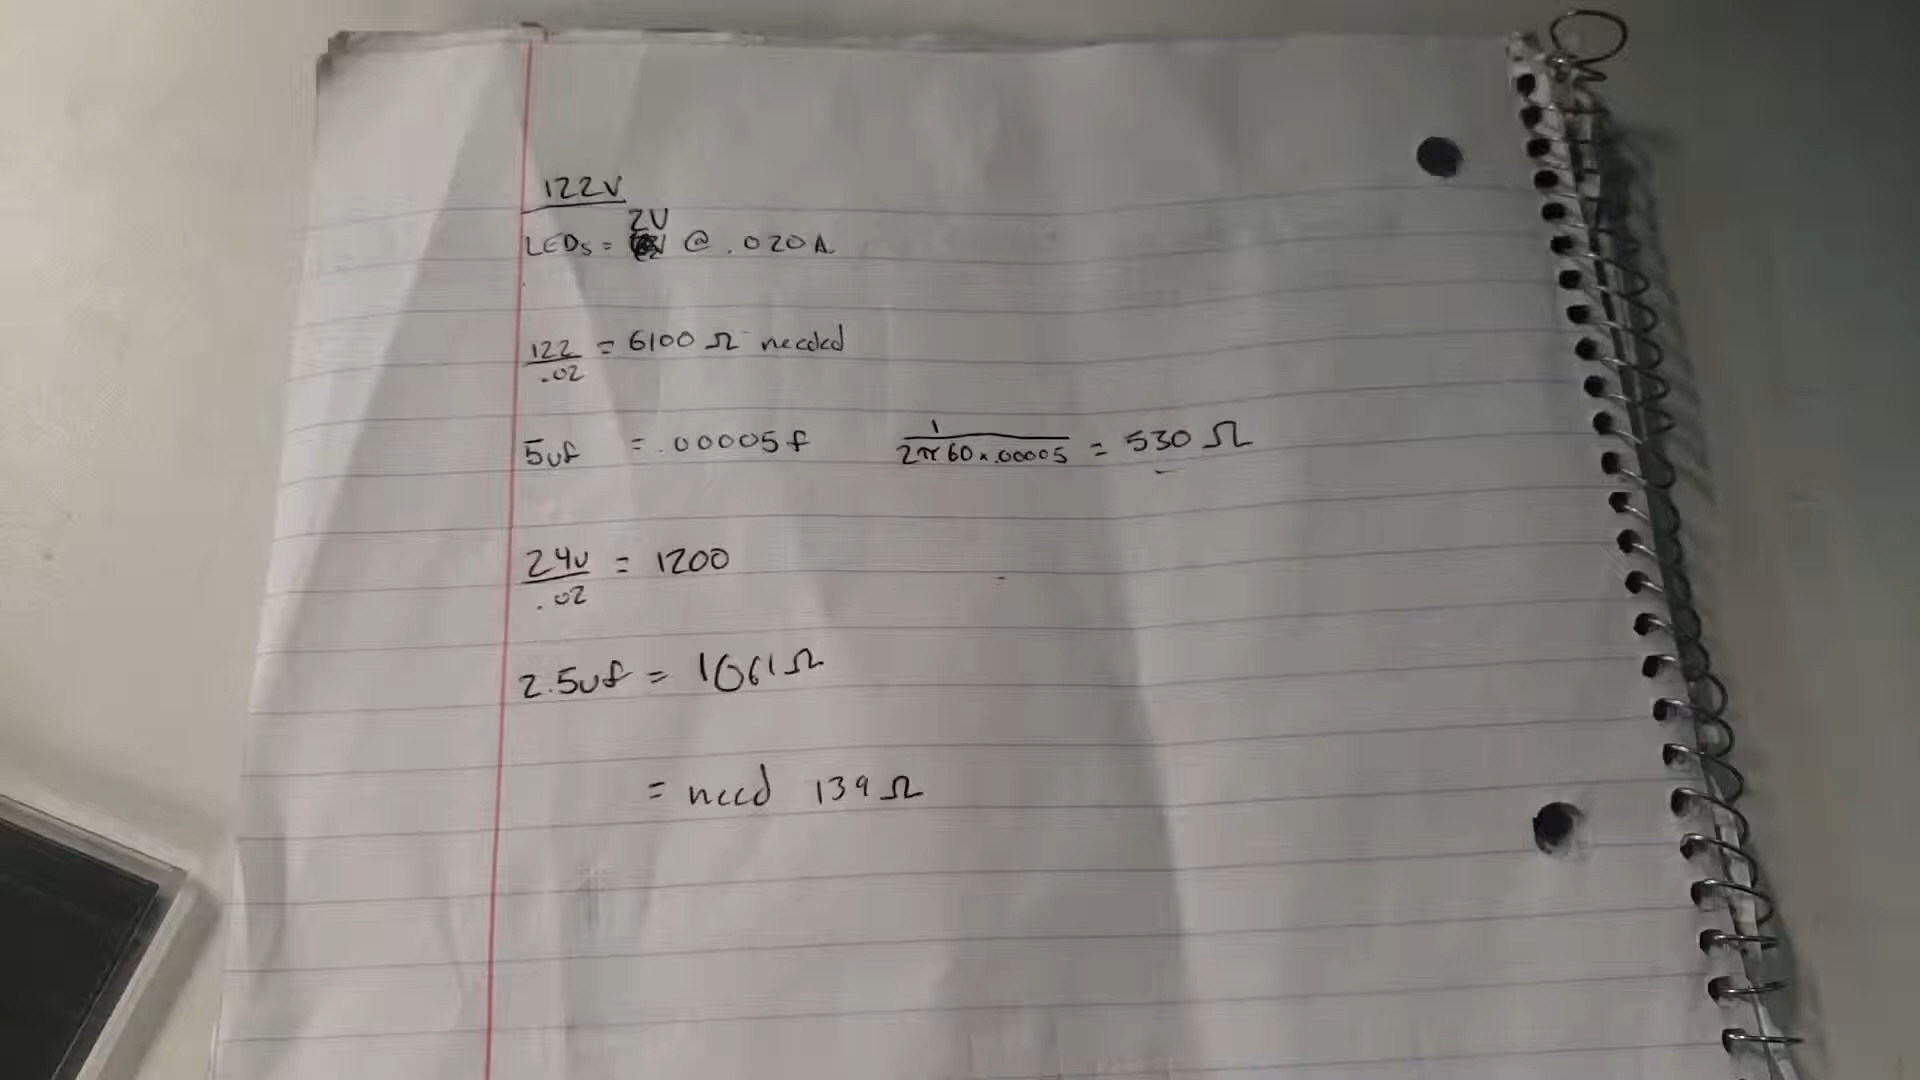 122V
2V
LEDs = @ .020A
122/.02 = 6100 Ω needed
5uf = .00005f 1/2π60x.00005 = 530 Ω
24v/.02 = 1200
2.5uf = 1061Ω
= need 139Ω